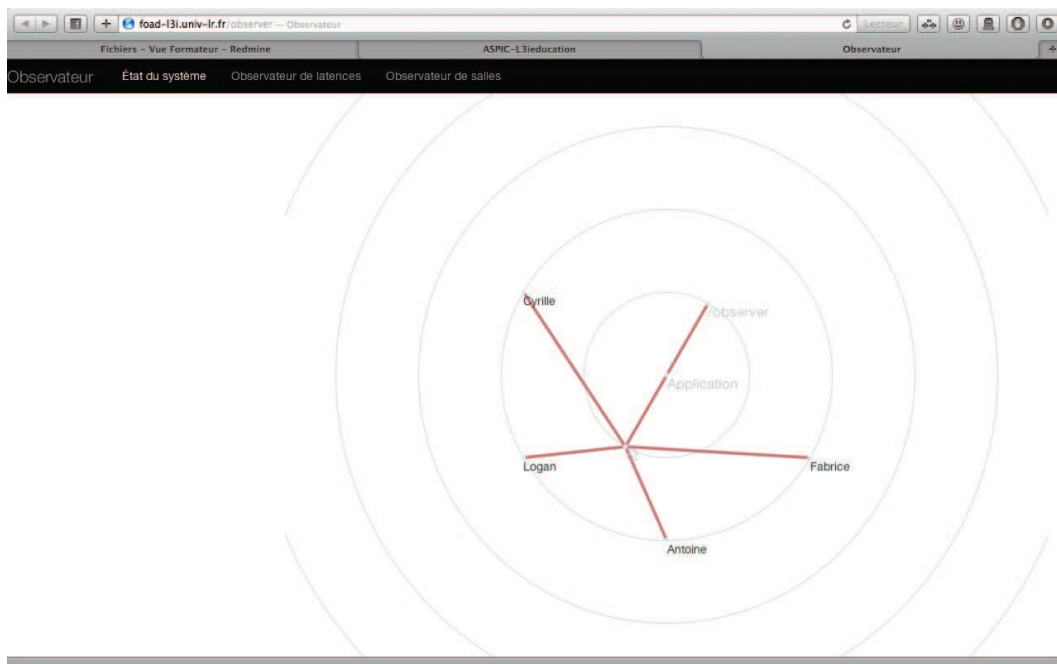 foad-l3i.univ-lr.fr/observer — Observateur
Lecteur
Fichiers – Vue Formateur – Redmine
ASPIC-L3ieducation
Observateur
Observateur
État du système
Observateur de latences
Observateur de salles
Cyrille
/observer
Application
Logan
Fabrice
Antoine